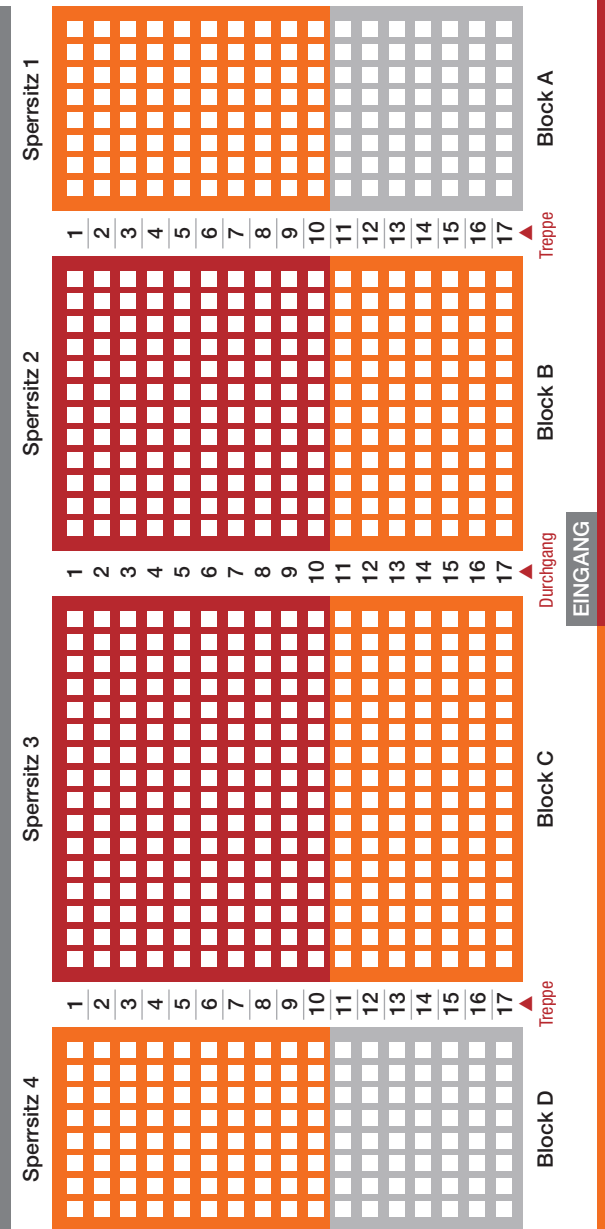 Sperrsitz 4 Sperrsitz 3 Sperrsitz 2 Sperrsitz 1
1 1 1
2 2 2
3 3 3
4 4 4
5 5 5
6 6 6
7 7 7
8 8 8
9 9 9
10 10 10
11 11 11
12 12 12
13 13 13
14 14 14
15 15 15
16 16 16
17 17 17
Block D Treppe Block C Durchgang Block B Treppe Block A
EINGANG